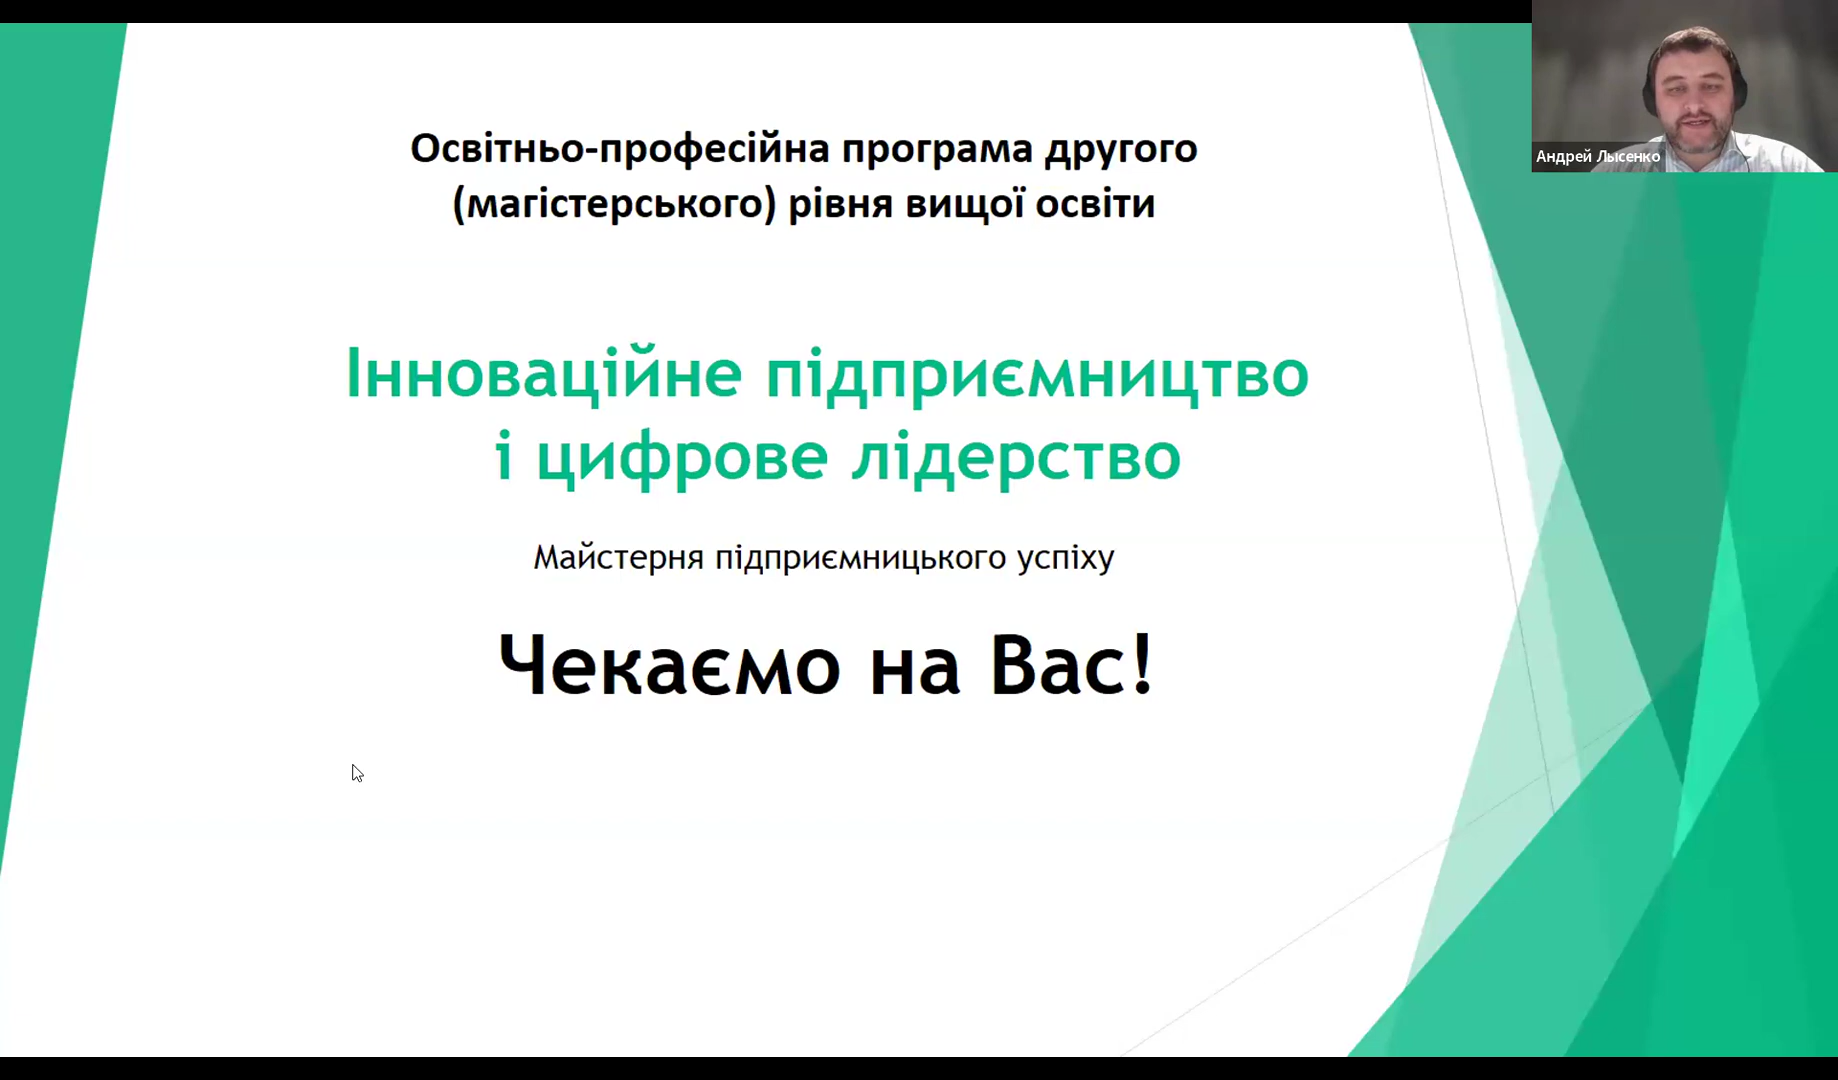 Освітньо-професійна програма другого
(магістерського) рівня вищої освіти
Інноваційне підприємництво
і цифрове лідерство
Майстерня підприємницького успіху
Чекаємо на Вас!
Андрей Лысенко